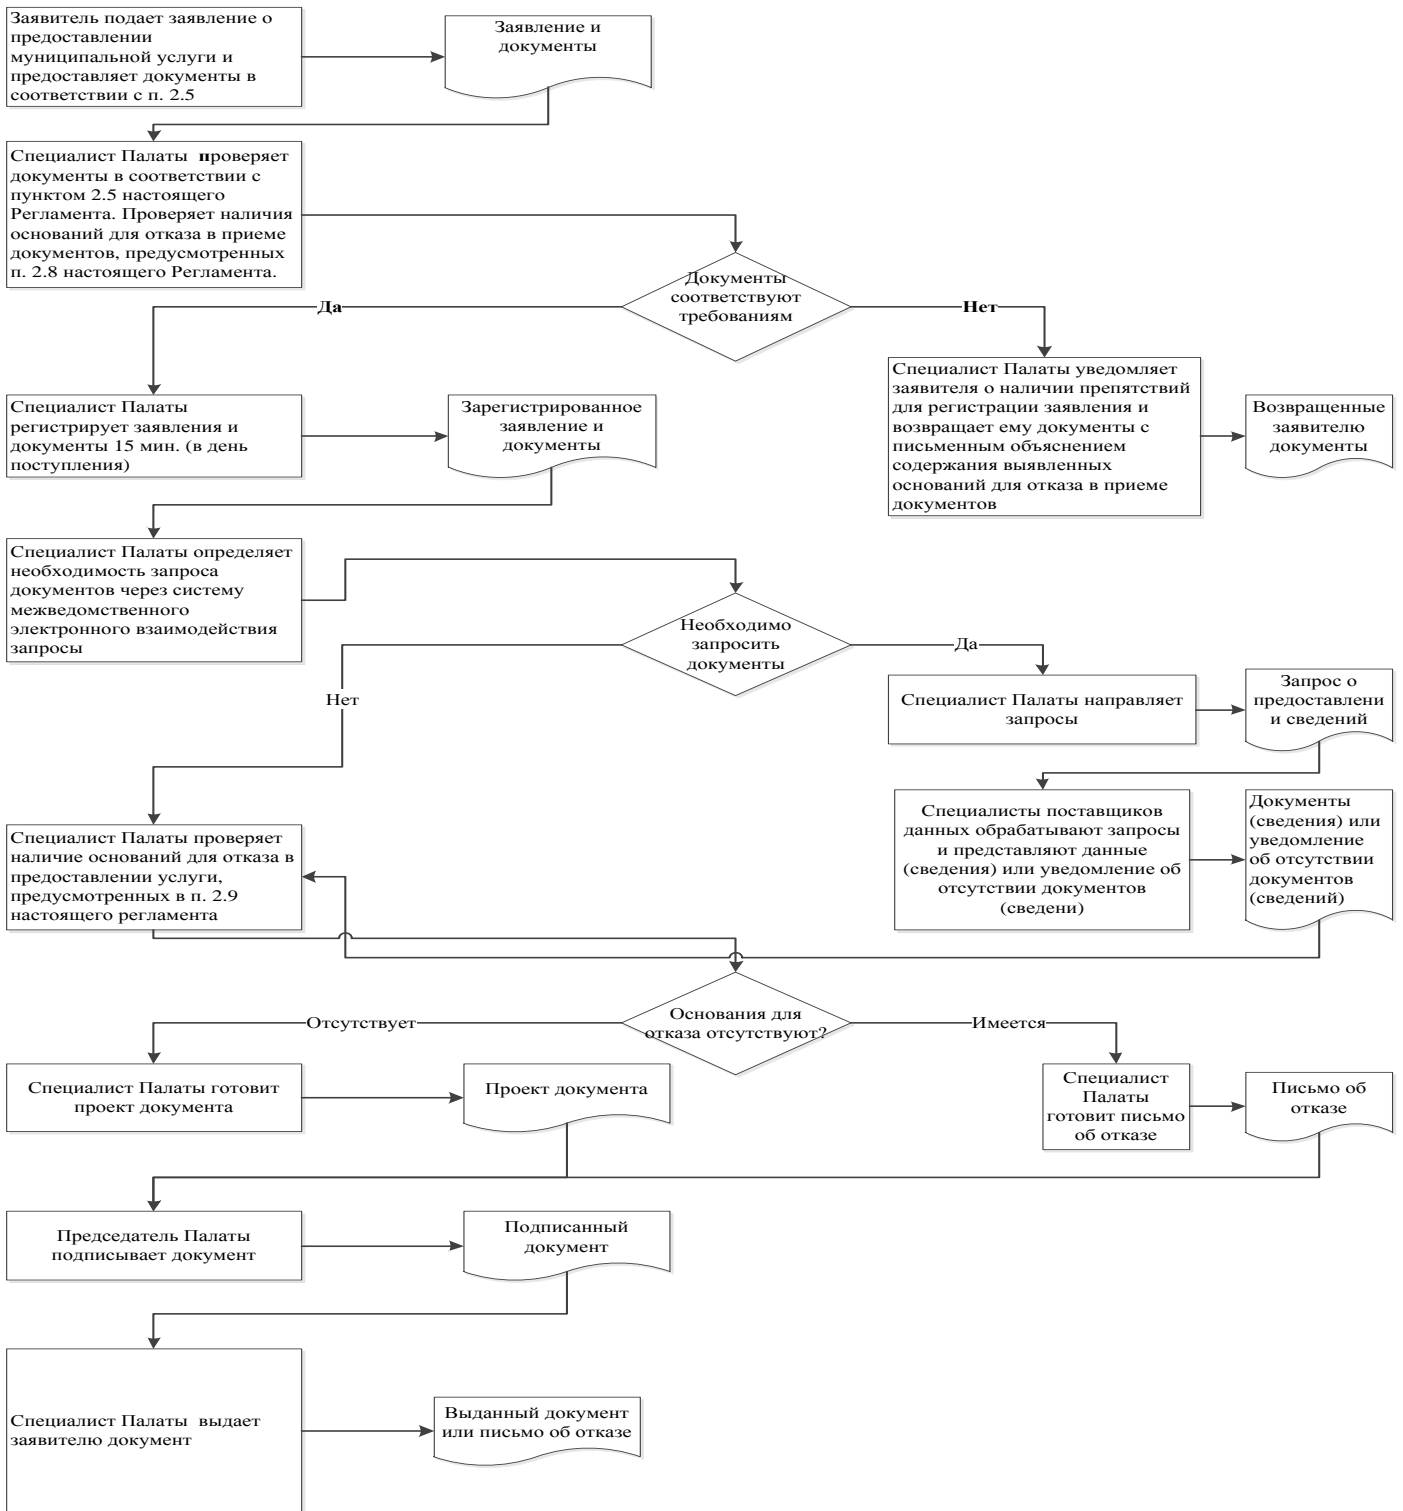 Заявитель подает заявление о
предоставлении
муниципальной услуги и
предоставляет документы в
соответствии с п. 2.5
Заявление и
документы
Специалист Палаты  проверяет
документы в соответствии с
пунктом 2.5 настоящего
Регламента. Проверяет наличия
оснований для отказа в приеме
документов, предусмотренных
п. 2.8 настоящего Регламента.
Документы
соответствуют
требованиям
Да
Нет
Специалист Палаты
регистрирует заявления и
документы 15 мин. (в день
поступления)
Зарегистрированное
заявление и
документы
Специалист Палаты уведомляет
заявителя о наличии препятствий
для регистрации заявления и
возвращает ему документы с
письменным объяснением
содержания выявленных
оснований для отказа в приеме
документов
Возвращенные
заявителю
документы
Специалист Палаты определяет
необходимость запроса
документов через систему
межведомственного
электронного взаимодействия
запросы
Необходимо
запросить
документы
Да
Нет
Специалист Палаты направляет
запросы
Запрос о
предоставлени
и сведений
Специалисты поставщиков
данных обрабатывают запросы
и представляют данные
(сведения) или уведомление об
отсутствии документов
(сведени)
Документы
(сведения) или
уведомление
об отсутствии
документов
(сведений)
Специалист Палаты проверяет
наличие оснований для отказа в
предоставлении услуги,
предусмотренных в п. 2.9
настоящего регламента
Основания для
отказа отсутствуют?
Отсутствует
Имеется
Специалист Палаты готовит
проект документа
Проект документа
Специалист
Палаты
готовит письмо
об отказе
Письмо об
отказе
Председатель Палаты
подписывает документ
Подписанный
документ
Специалист Палаты  выдает
заявителю документ
Выданный документ
или письмо об отказе